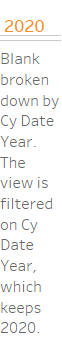 2020
Blank
broken
down by
Cy Date
Year.
The
view is
filtered
on Cy
Date
Year,
which
keeps
2020.